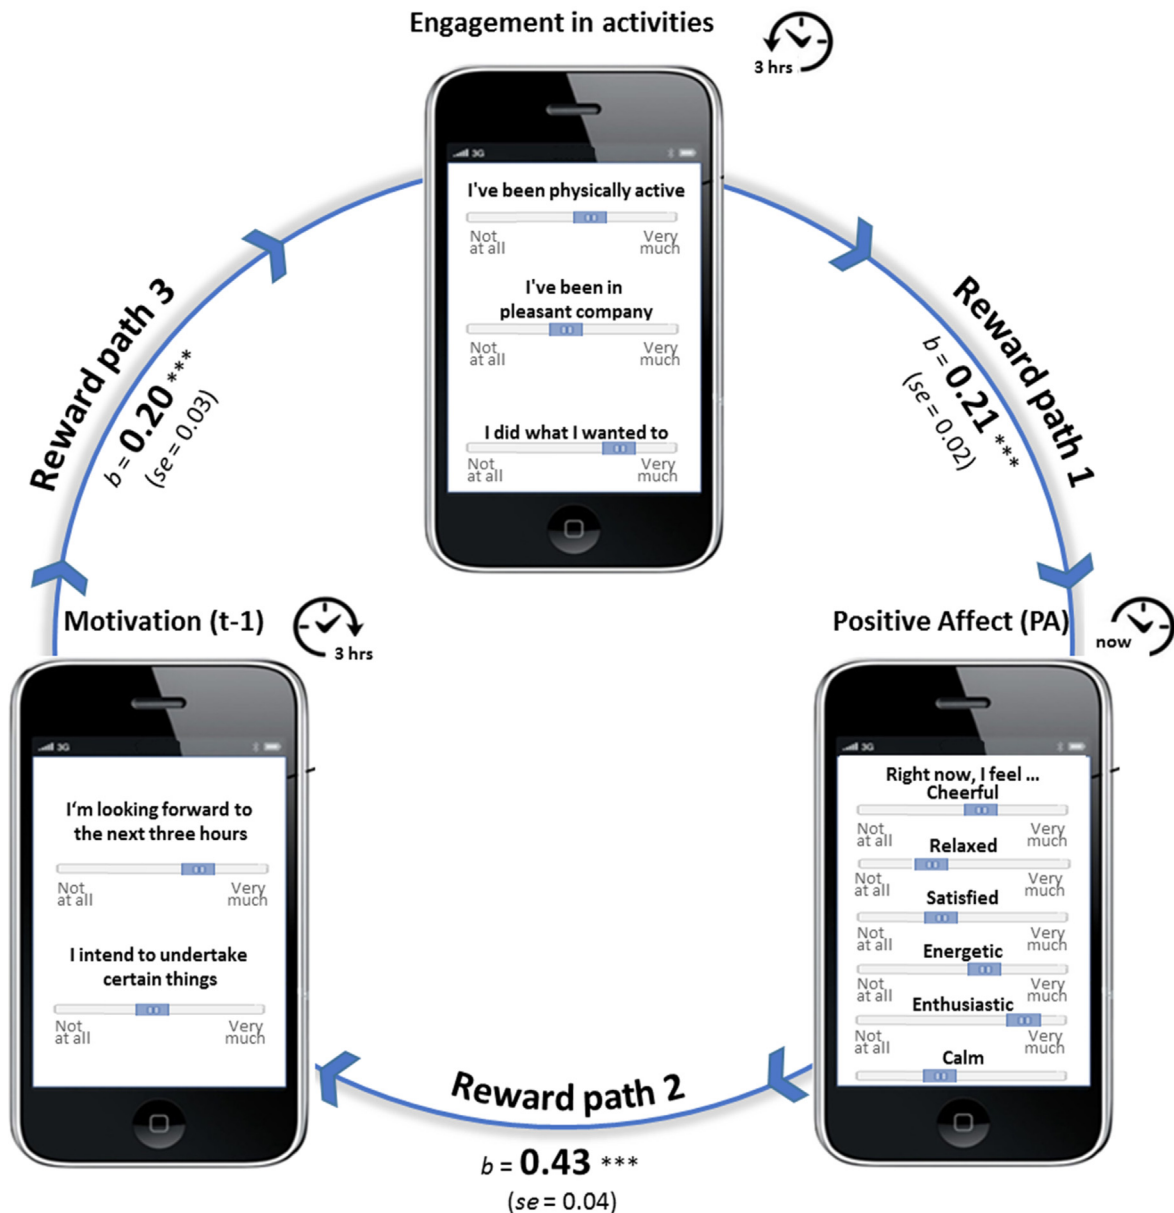 Engagement in activities
3 hrs
3G
I've been physically active
Not at all
Very much
I've been in
pleasant company
Not at all
Very much
I did what I wanted to
Not at all
Very much
Reward path 3
b = 0.20 ***
(se = 0.03)
Reward path 1
b = 0.21 ***
(se = 0.02)
Motivation (t-1)
3 hrs
3G
I'm looking forward to
the next three hours
Not at all
Very much
I intend to undertake
certain things
Not at all
Very much
Positive Affect (PA)
now
3G
Right now, I feel ...
Cheerful
Not at all
Very much
Relaxed
Not at all
Very much
Satisfied
Not at all
Very much
Energetic
Not at all
Very much
Enthusiastic
Not at all
Very much
Calm
Reward path 2
b = 0.43 ***
(se = 0.04)